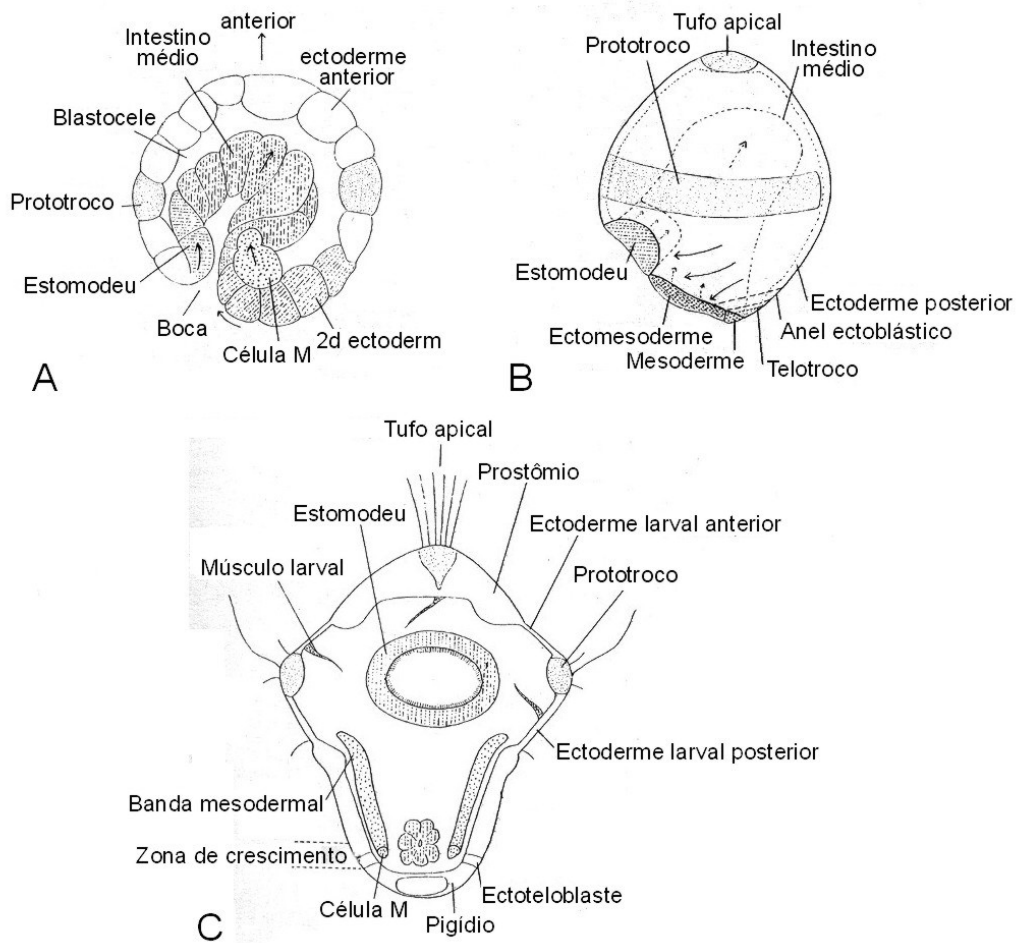 anterior
Intestino
médio
ectoderme
anterior
Blastocele
Prototroco
Estomodeu
Boca
Célula M
2d ectoderm
A
Tufo apical
Prototroco
Intestino
médio
Estomodeu
Ectomesoderme
Mesoderme
Ectoderme posterior
Anel ectoblástico
Telotroco
B
Tufo apical
Prostômio
Estomodeu
Ectoderme larval anterior
Músculo larval
Prototroco
Ectoderme larval posterior
Banda mesodermal
Zona de crescimento
Célula M
Pigídio
Ectoteloblaste
C